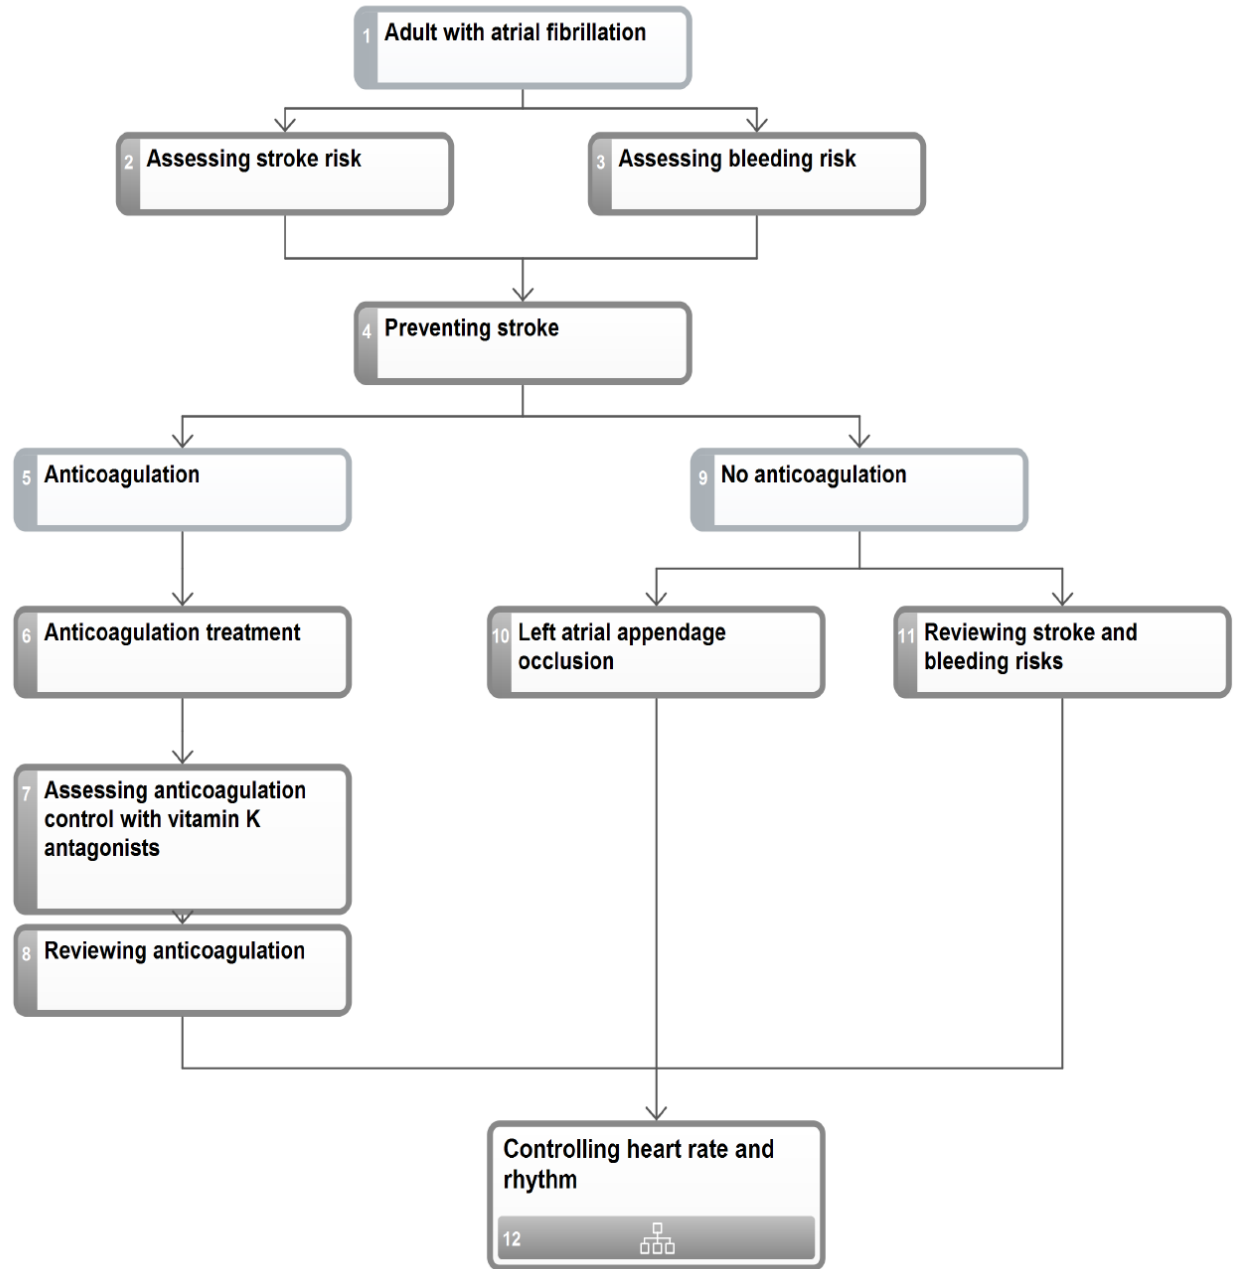 1 Adult with atrial fibrillation
2 Assessing stroke risk
3 Assessing bleeding risk
4 Preventing stroke
5 Anticoagulation
9 No anticoagulation
6 Anticoagulation treatment
10 Left atrial appendage
occlusion
11 Reviewing stroke and
bleeding risks
7 Assessing anticoagulation
control with vitamin K
antagonists
8 Reviewing anticoagulation
Controlling heart rate and
rhythm
12